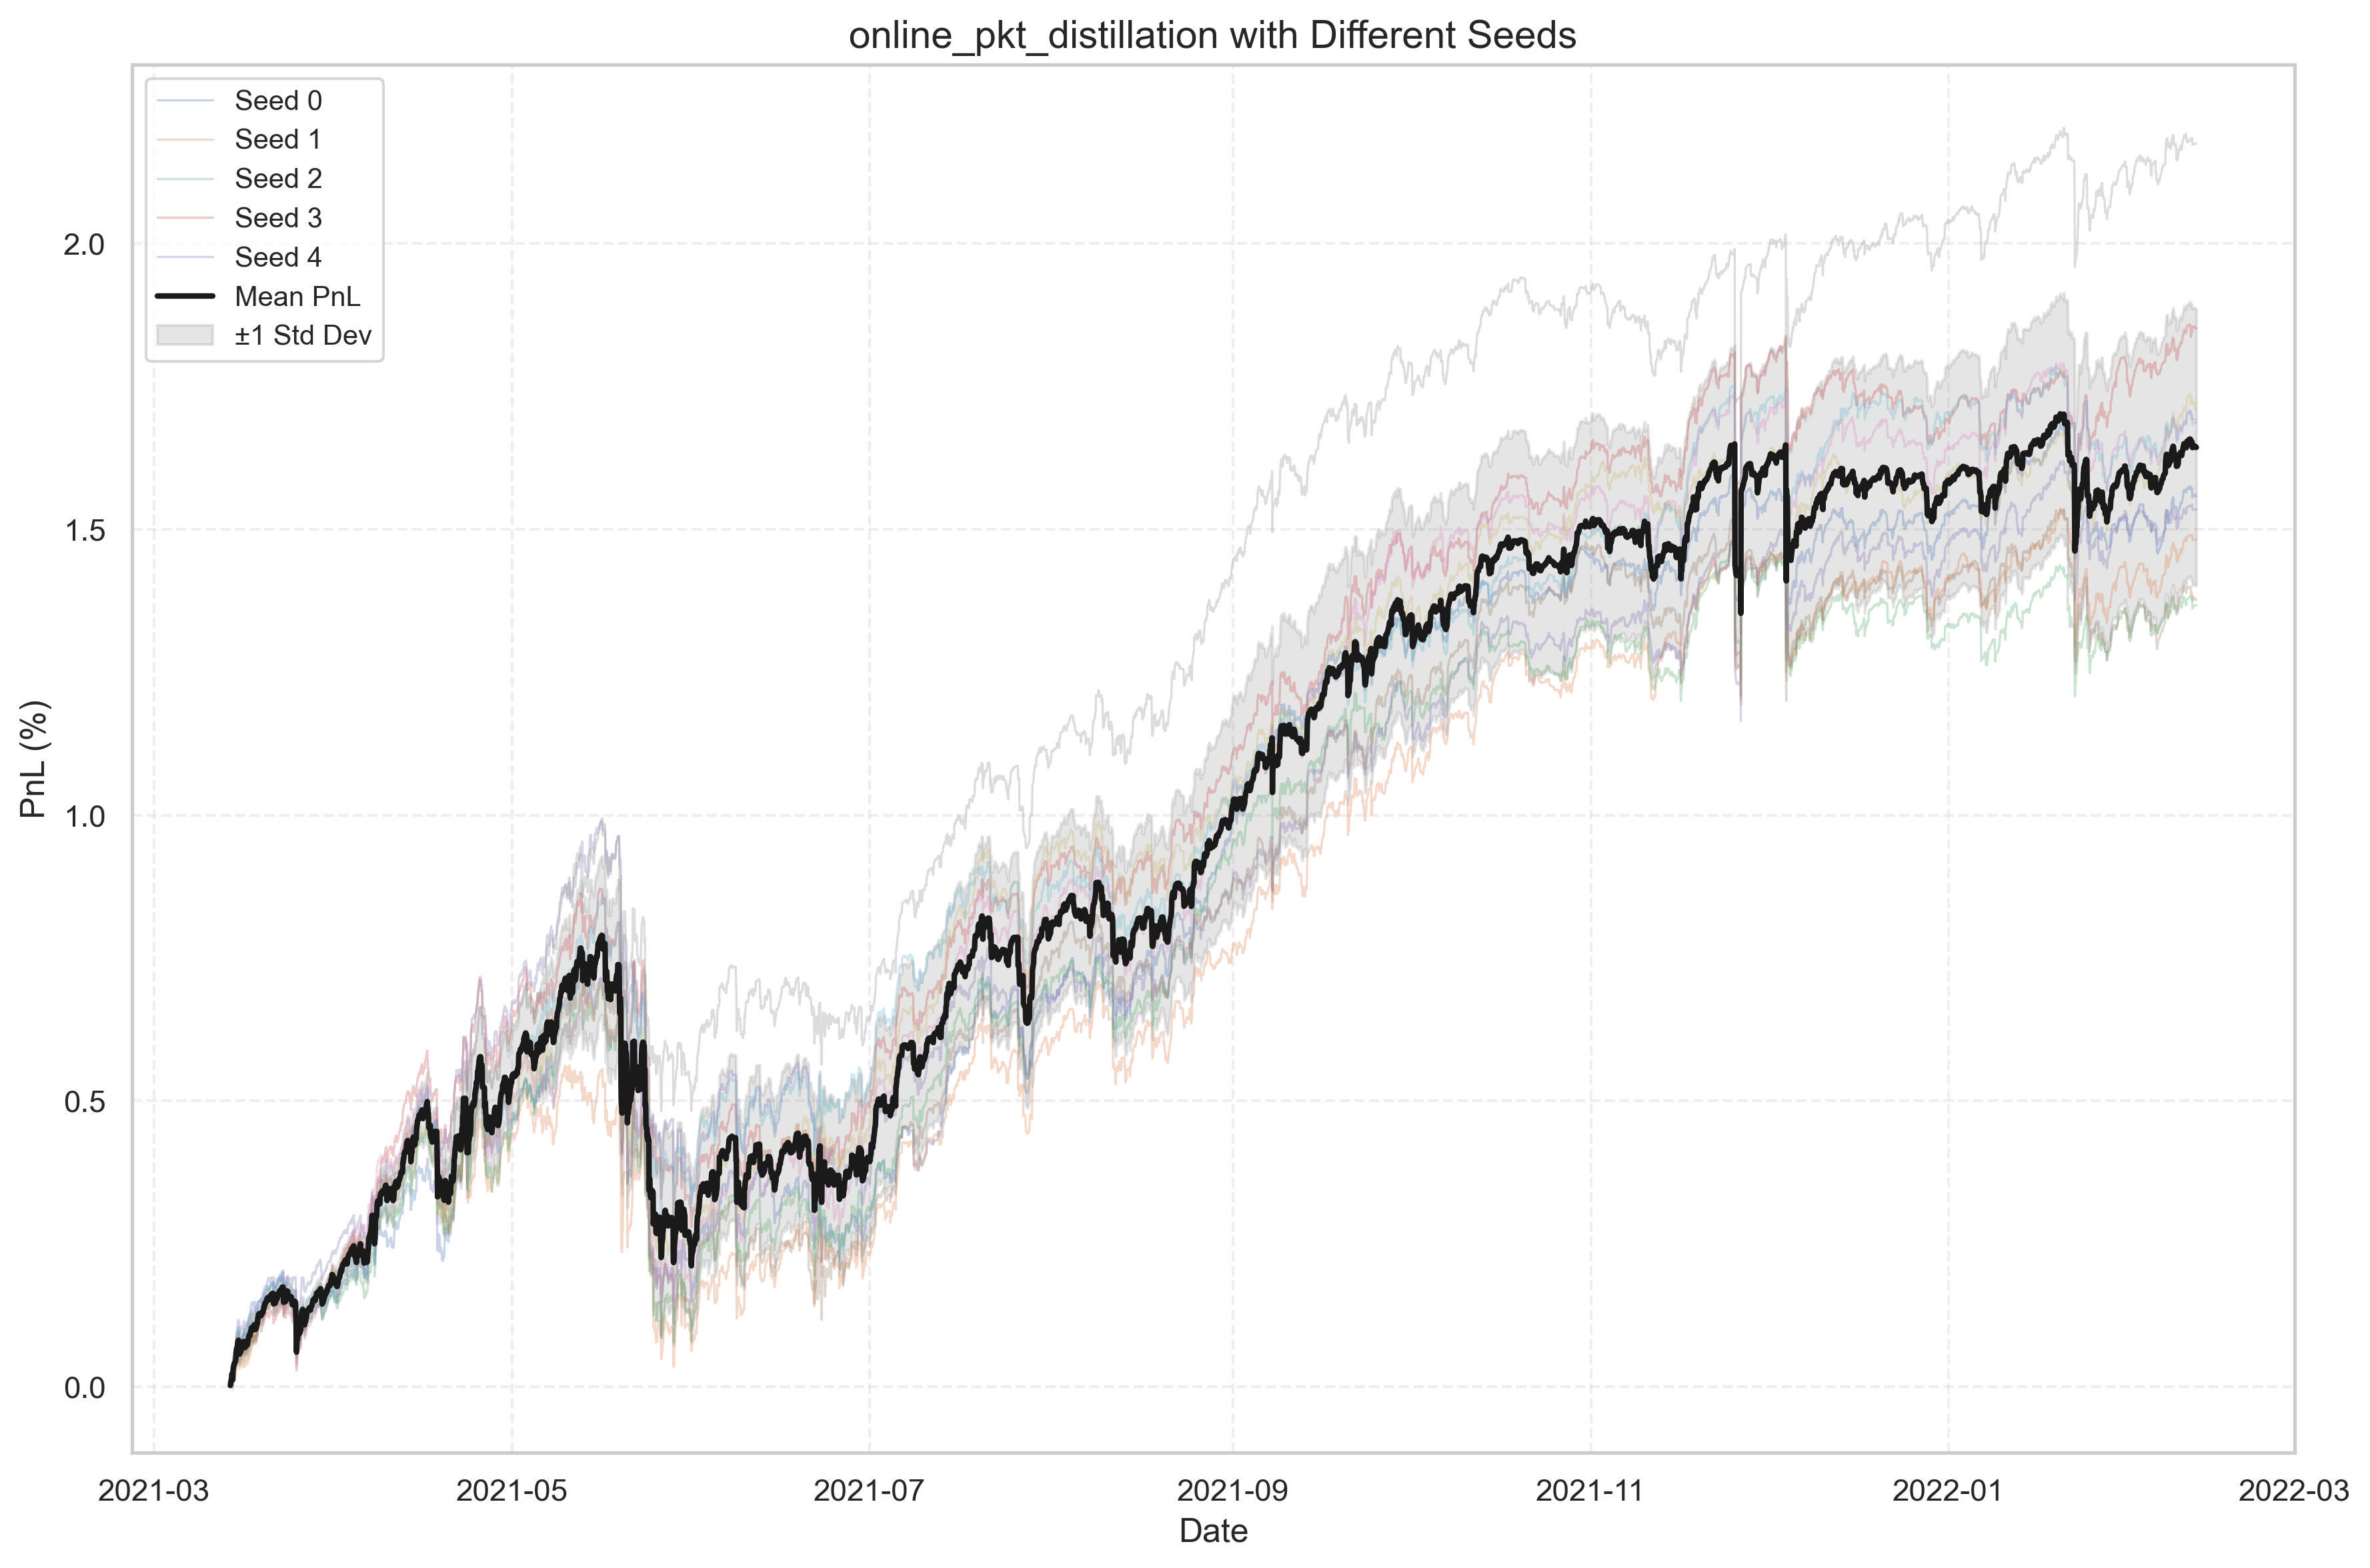 online_pkt_distillation with Different Seeds
Seed 0
Seed 1
Seed 2
Seed 3
Seed 4
Mean PnL
±1 Std Dev
PnL (%)
2.0
1.5
1.0
0.5
0.0
2021-03
2021-05
2021-07
2021-09
2021-11
2022-01
2022-03
Date